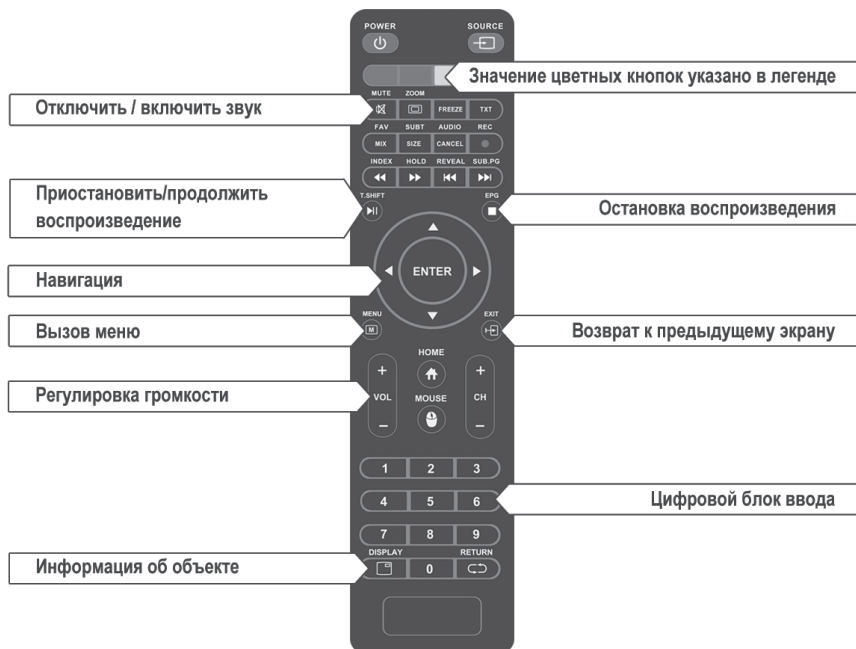 POWER SOURCE
Значение цветных кнопок указано в легенде
MUTE ZOOM
Отключить / включить звук
FREEZE TXT
FAV SUBT AUDIO REC
MIX SIZE CANCEL
INDEX HOLD REVEAL SUB.PG
Приостановить/продолжить
воспроизведение
T.SHIFT EPG
Остановка воспроизведения
ENTER
Навигация
MENU EXIT
M
Вызов меню
Возврат к предыдущему экрану
HOME
+ +
Регулировка громкости
VOL MOUSE CH
– –
1 2 3
4 5 6
Цифровой блок ввода
7 8 9
DISPLAY RETURN
Информация об объекте
0